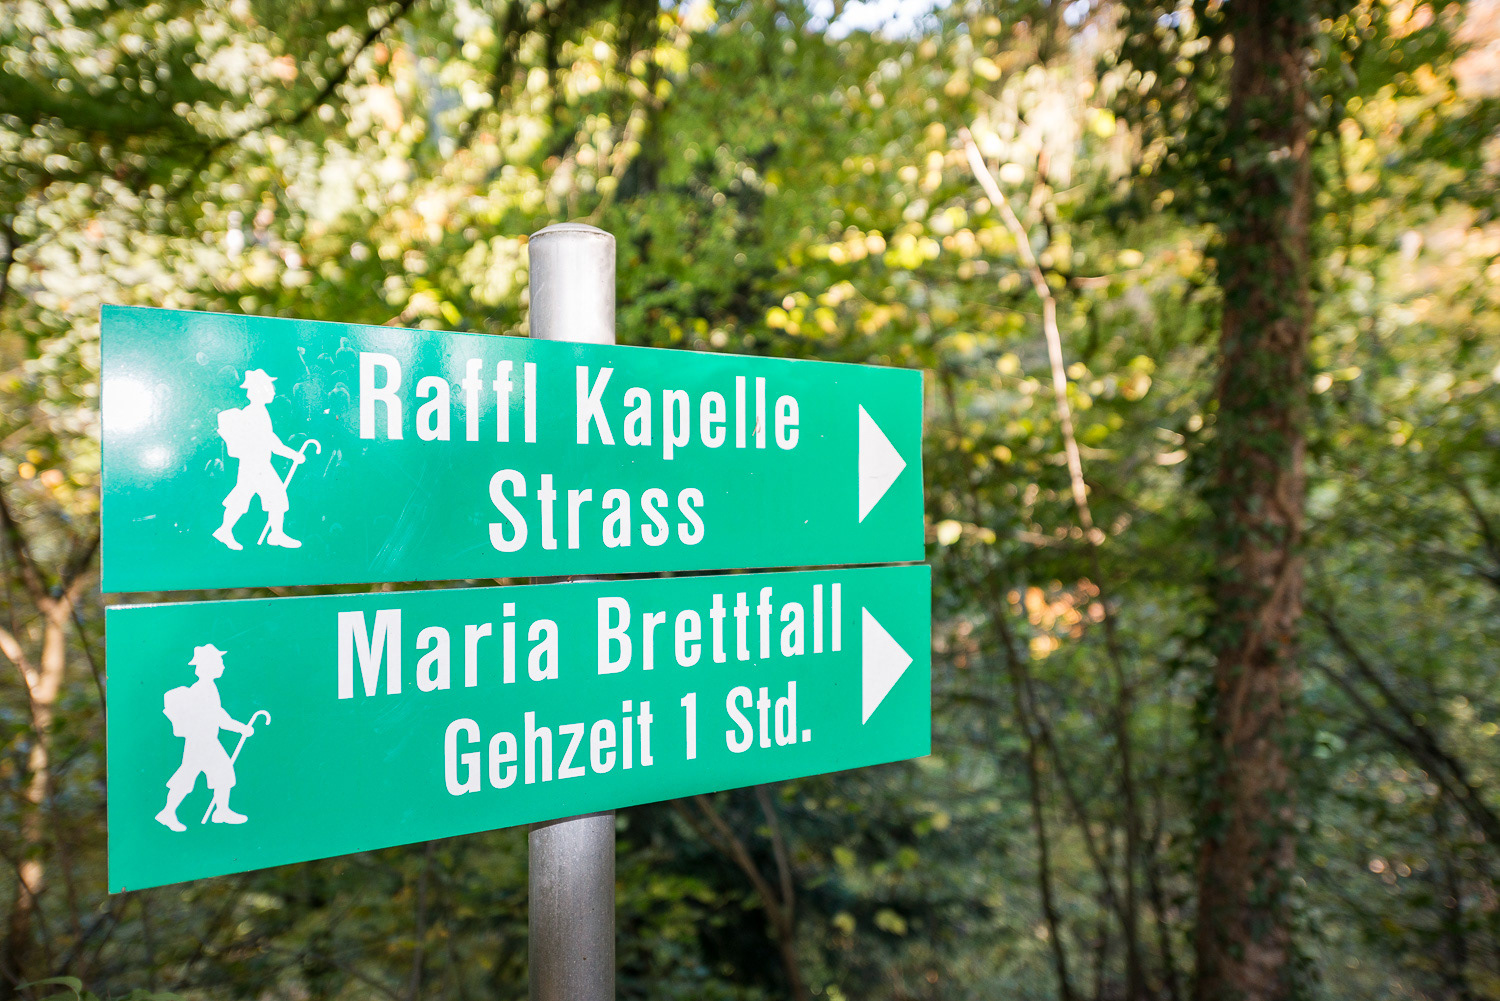 Raffl Kapelle
Strass
Maria Brettfall
Gehzeit 1 Std.